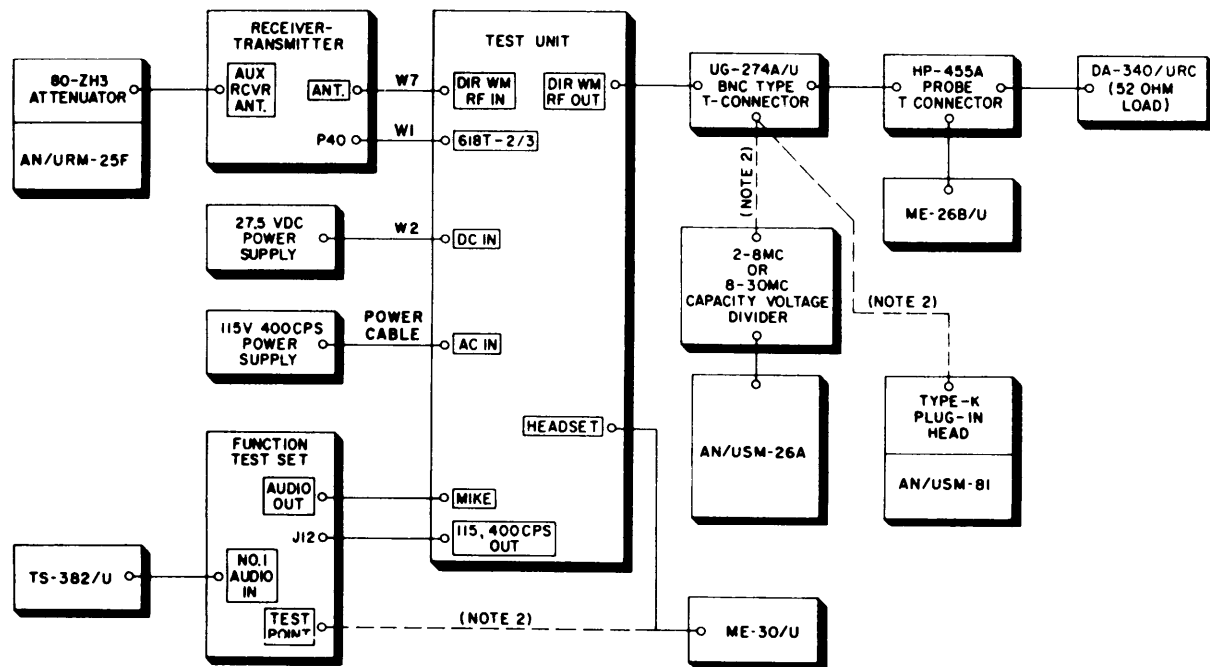 80-ZH3
ATTENUATOR
AN/URM-25F
RECEIVER-
TRANSMITTER
AUX
RCVR
ANT.
ANT.
P40
W7
W1
TEST UNIT
DIR WM
RF IN
DIR WM
RF OUT
618T-2/3
UG-274A/U
BNC TYPE
T-CONNECTOR
HP-455A
PROBE
T CONNECTOR
DA-340/URC
(52 OHM
LOAD)
ME-26B/U
27.5 VDC
POWER
SUPPLY
W2
DC IN
(NOTE 2)
2-8MC
OR
8-30MC
CAPACITY VOLTAGE
DIVIDER
(NOTE 2)
115V 400CPS
POWER
SUPPLY
POWER
CABLE
AC IN
AN/USM-26A
TYPE-K
PLUG-IN
HEAD
AN/USM-81
HEADSET
FUNCTION
TEST SET
AUDIO
OUT
MIKE
J12
115, 400CPS
OUT
TS-382/U
NO.1
AUDIO
IN
TEST
POINT
(NOTE 2)
ME-30/U